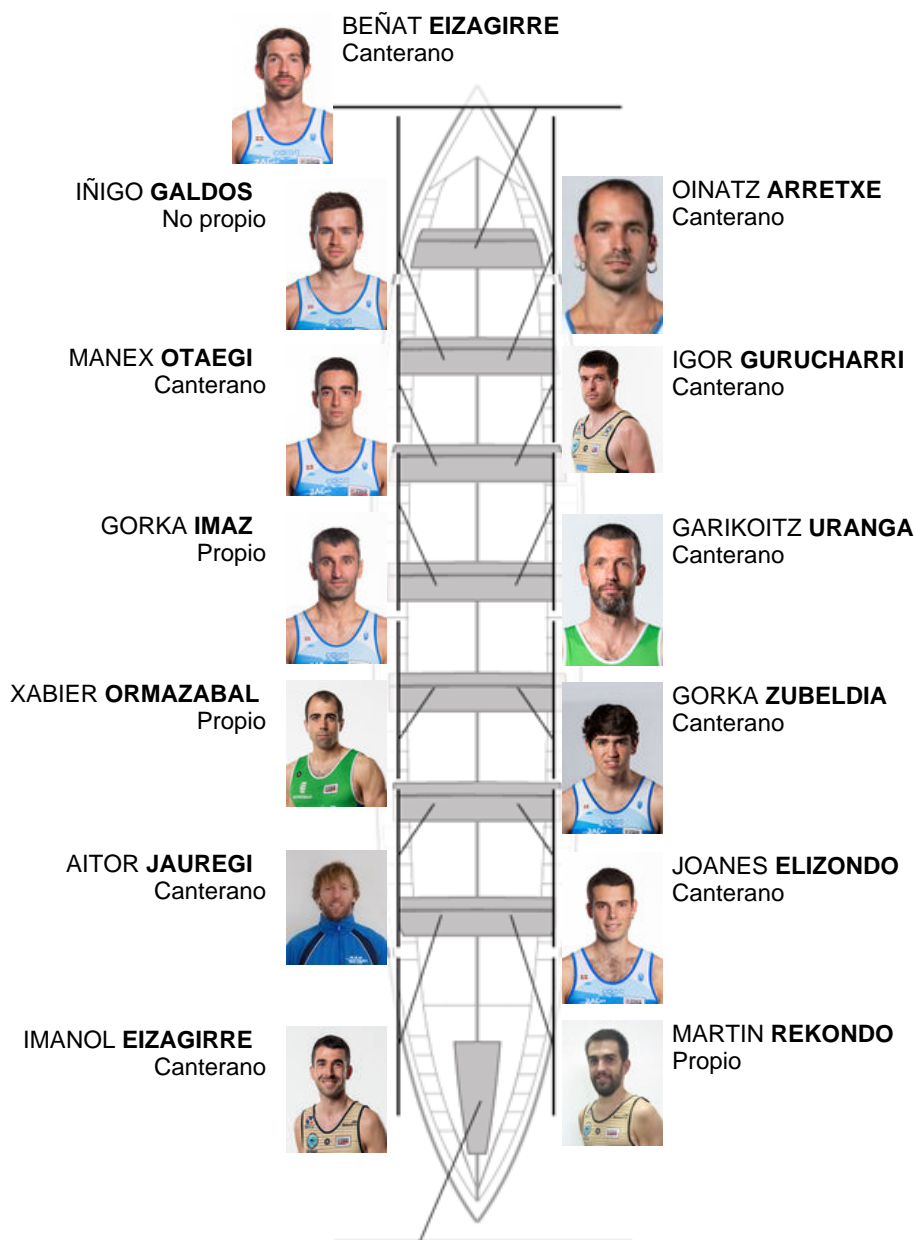 BEÑAT EIZAGIRRE
Canterano
IÑIGO GALDOS
No propio
OINATZ ARRETXE
Canterano
MANEX OTAEGI
Canterano
IGOR GURUCHARRI
Canterano
GORKA IMAZ
Propio
GARIKOITZ URANGA
Canterano
XABIER ORMAZABAL
Propio
GORKA ZUBELDIA
Canterano
AITOR JAUREGI
Canterano
JOANES ELIZONDO
Canterano
IMANOL EIZAGIRRE
Canterano
MARTIN REKONDO
Propio